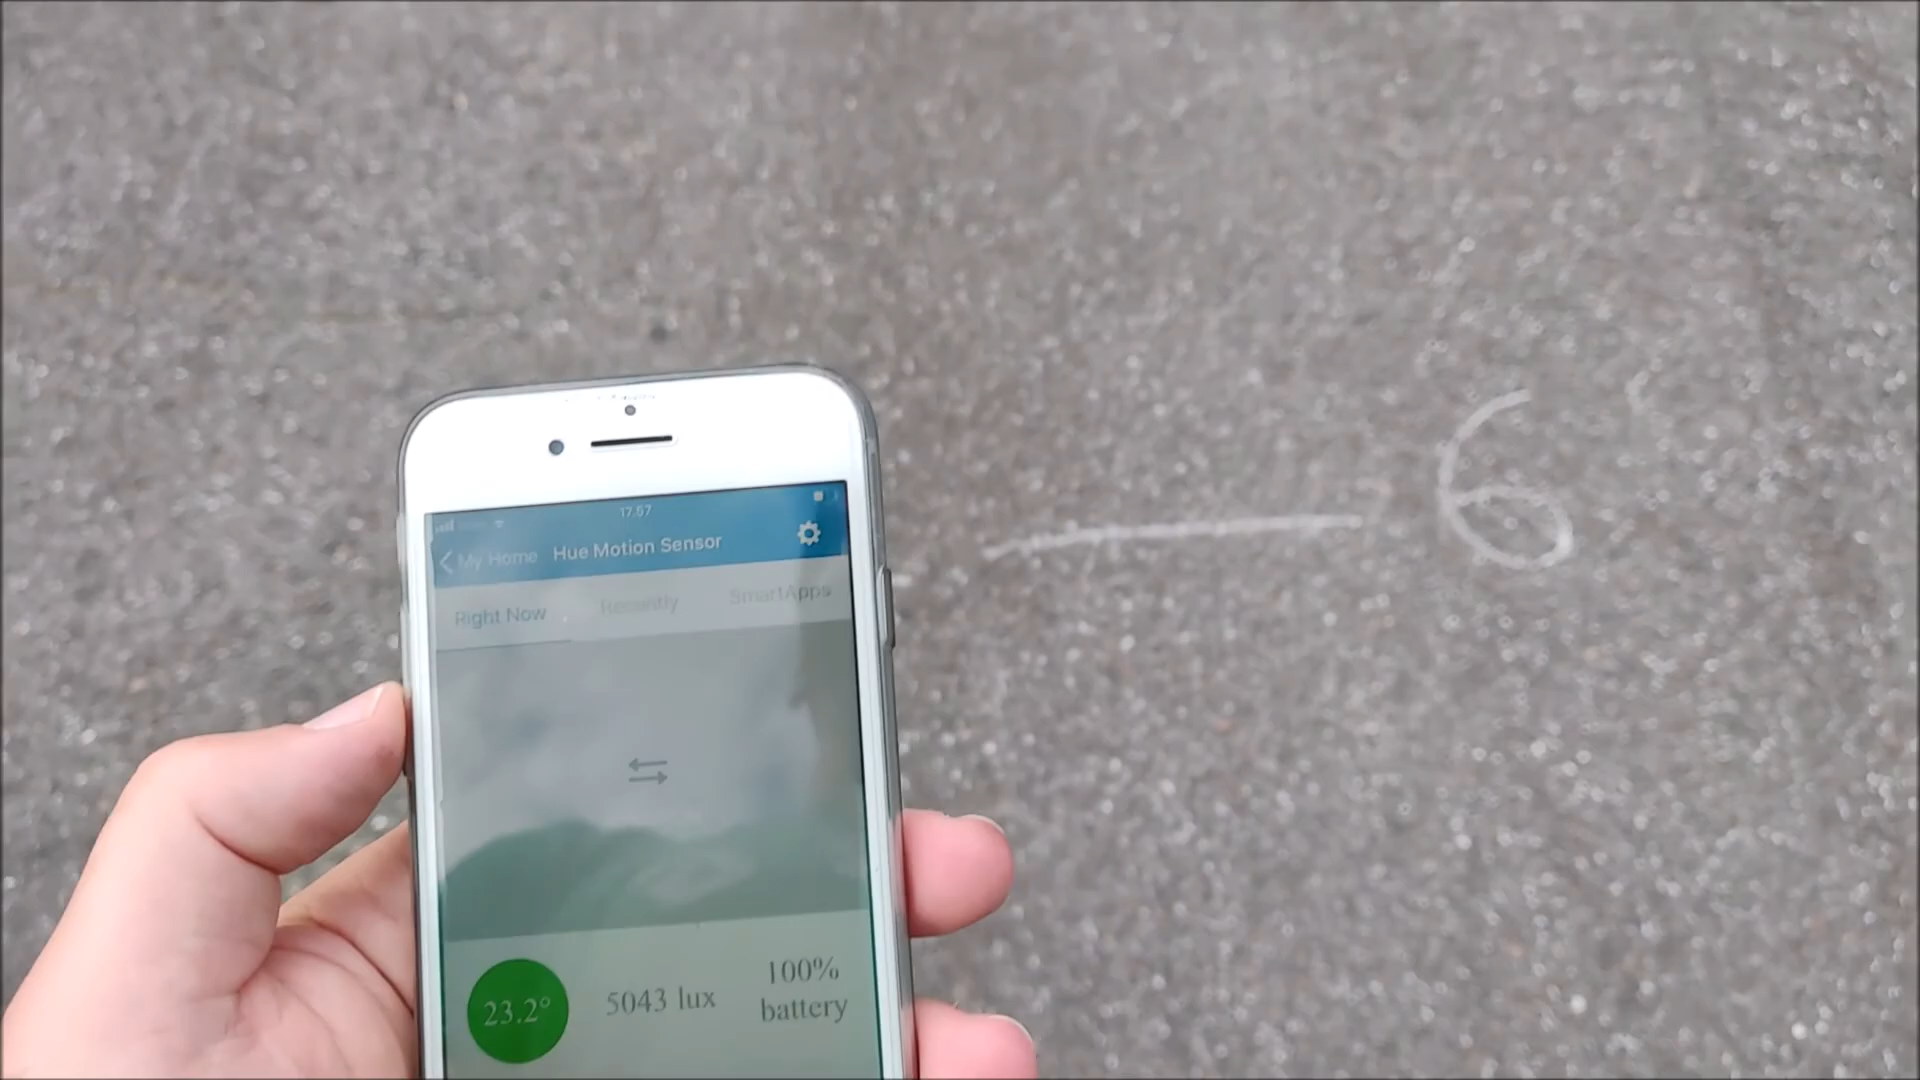 17.57
My Home Hue Motion Sensor
Right Now Recently SmartApps
23.2° 5043 lux 100% battery
6